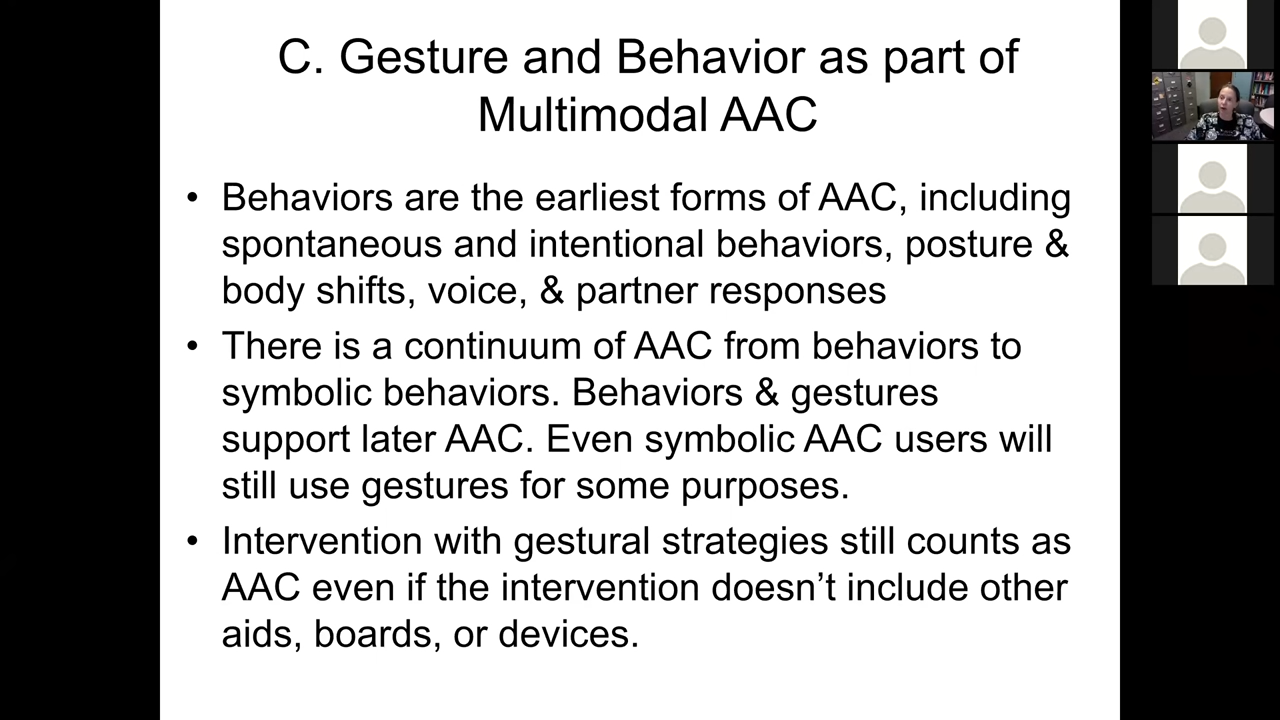 C. Gesture and Behavior as part of
Multimodal AAC
• Behaviors are the earliest forms of AAC, including
spontaneous and intentional behaviors, posture &
body shifts, voice, & partner responses
• There is a continuum of AAC from behaviors to
symbolic behaviors. Behaviors & gestures
support later AAC. Even symbolic AAC users will
still use gestures for some purposes.
• Intervention with gestural strategies still counts as
AAC even if the intervention doesn’t include other
aids, boards, or devices.